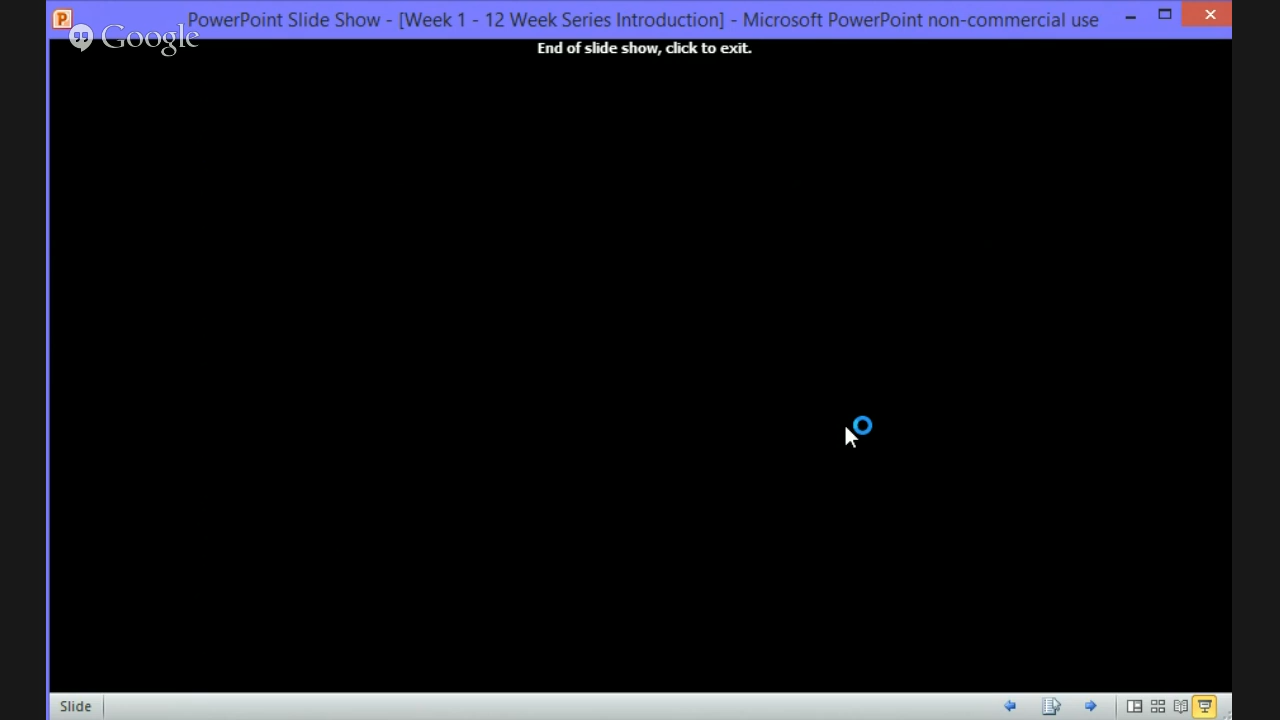 PowerPoint Slide Show - [Week 1 - 12 Week Series Introduction] - Microsoft PowerPoint non-commercial use
Google
End of slide show, click to exit.
Slide